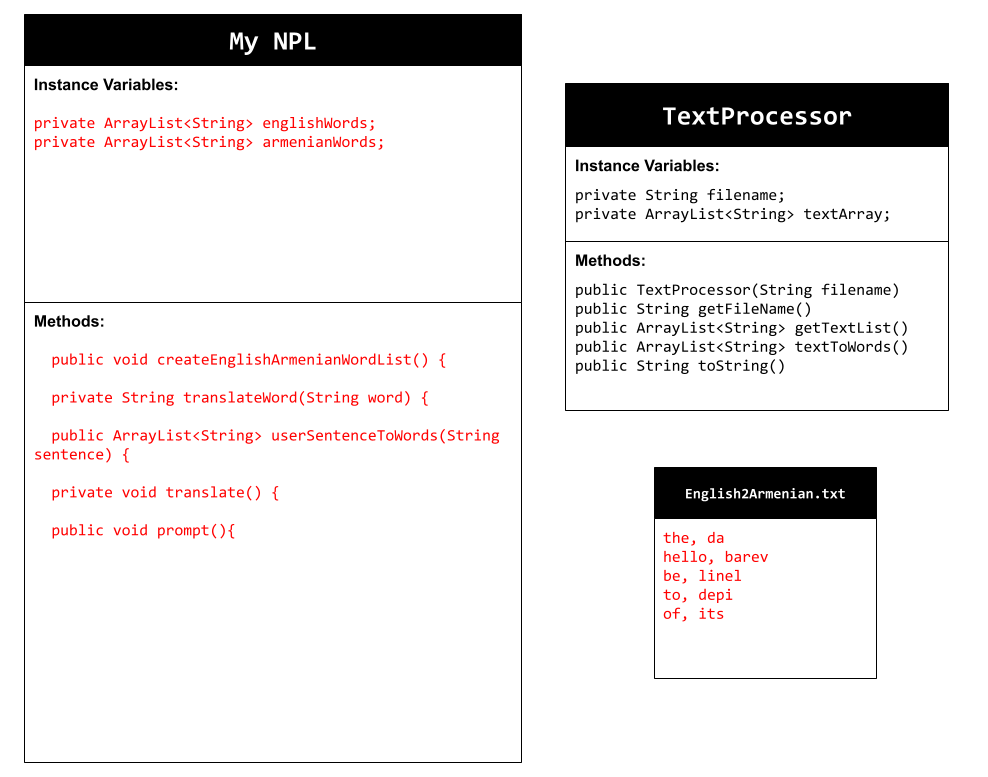 My NPL
Instance Variables:
private ArrayList<String> englishWords;
private ArrayList<String> armenianWords;
Methods:
public void createEnglishArmenianWordList() {
private String translateWord(String word) {
public ArrayList<String> userSentenceToWords(String
sentence) {
private void translate() {
public void prompt(){
TextProcessor
Instance Variables:
private String filename;
private ArrayList<String> textArray;
Methods:
public TextProcessor(String filename)
public String getFileName()
public ArrayList<String> getTextList()
public ArrayList<String> textToWords()
public String toString()
English2Armenian.txt
the, da
hello, barev
be, linel
to, depi
of, its